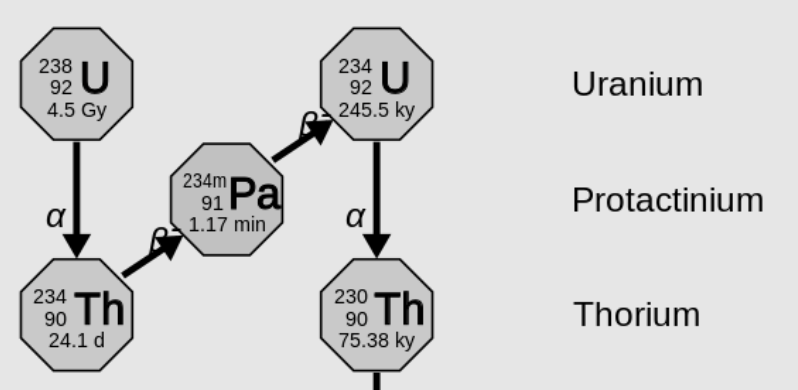 238
92 U
4.5 Gy
234
92 U
245.5 ky
Uranium
α
β-
234m
91 Pa
1.17 min
α
β-
Protactinium
234
90 Th
24.1 d
230
90 Th
75.38 ky
Thorium